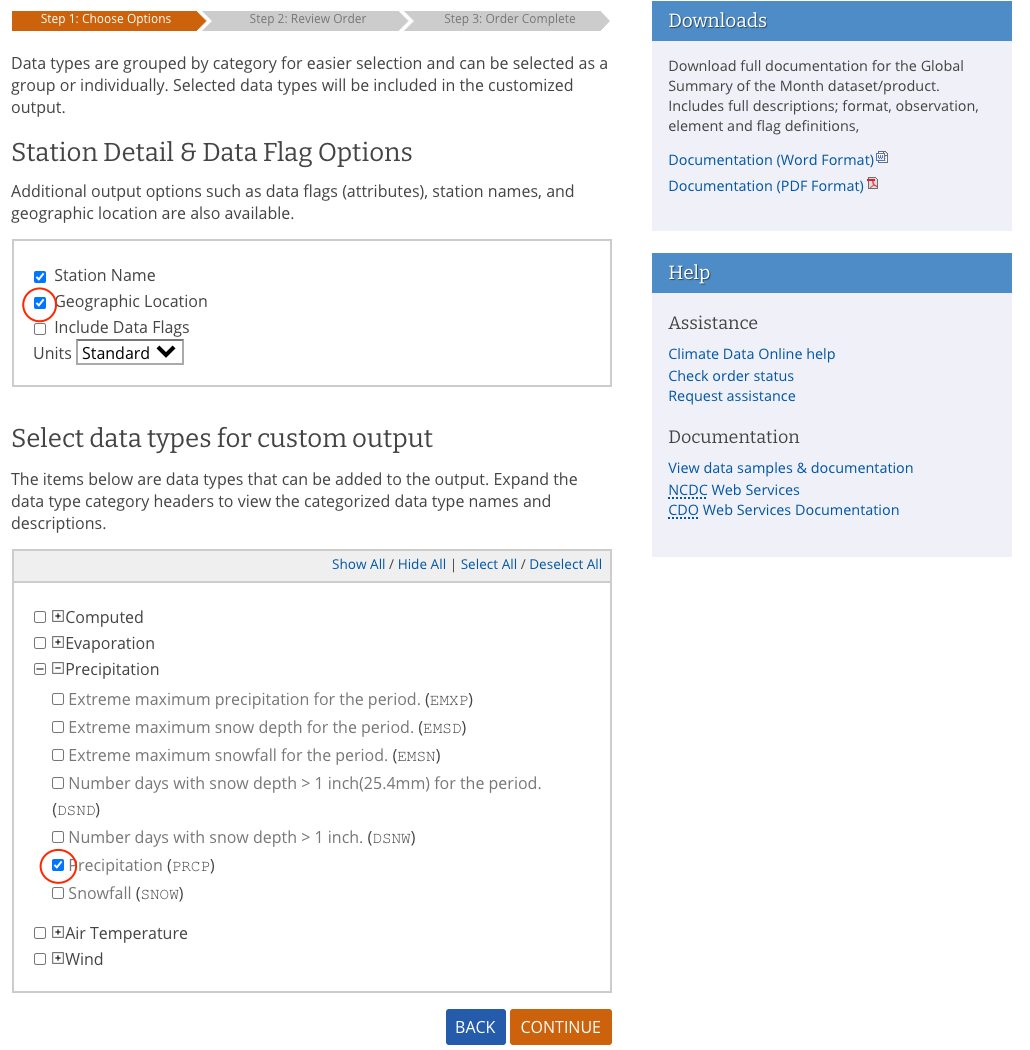 Step 1: Choose Options
Step 2: Review Order
Step 3: Order Complete
Data types are grouped by category for easier selection and can be selected as a
group or individually. Selected data types will be included in the customized
output.
Station Detail & Data Flag Options
Additional output options such as data flags (attributes), station names, and
geographic location are also available.
Station Name
Geographic Location
Include Data Flags
Units Standard
Select data types for custom output
The items below are data types that can be added to the output. Expand the
data type category headers to view the categorized data type names and
descriptions.
Show All / Hide All | Select All / Deselect All
Computed
Evaporation
Precipitation
Extreme maximum precipitation for the period. (EMXP)
Extreme maximum snow depth for the period. (EMSD)
Extreme maximum snowfall for the period. (EMSN)
Number days with snow depth > 1 inch(25.4mm) for the period.
(DSND)
Number days with snow depth > 1 inch. (DSNW)
Precipitation (PRCP)
Snowfall (SNOW)
Air Temperature
Wind
BACK
CONTINUE
Downloads
Download full documentation for the Global
Summary of the Month dataset/product.
Includes full descriptions; format, observation,
element and flag definitions,
Documentation (Word Format)
Documentation (PDF Format)
Help
Assistance
Climate Data Online help
Check order status
Request assistance
Documentation
View data samples & documentation
NCDC Web Services
CDO Web Services Documentation